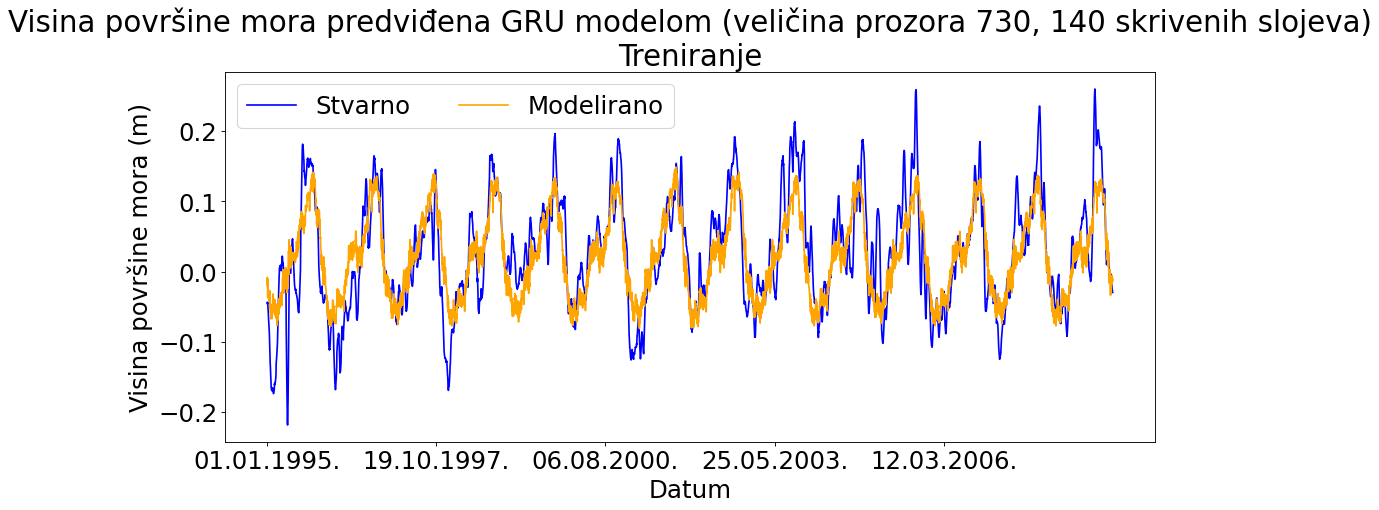 Visina površine mora predviđena GRU modelom (veličina prozora 730, 140 skrivenih slojeva)
Treniranje
Stvarno Modelirano
Visina površine mora (m)
0.2
0.1
0.0
−0.1
−0.2
01.01.1995. 19.10.1997. 06.08.2000. 25.05.2003. 12.03.2006.
Datum